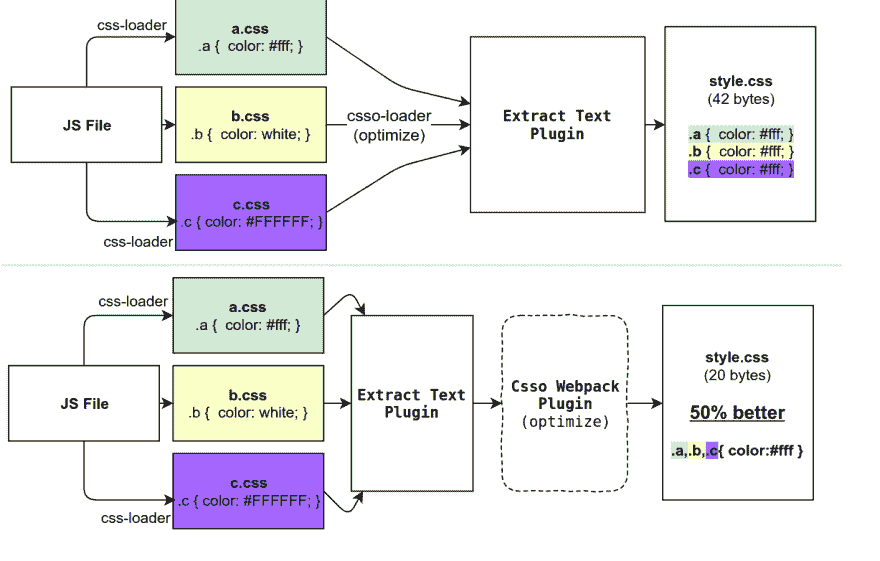 css-loader
a.css
.a { color: #fff; }
JS File
b.css
.b { color: white; }
csso-loader
(optimize)
c.css
.c { color: #FFFFFF; }
css-loader
Extract Text
Plugin
style.css
(42 bytes)
.a { color: #fff; }
.b { color: #fff; }
.c { color: #fff; }
css-loader
a.css
.a { color: #fff; }
JS File
b.css
.b { color: white; }
c.css
.c { color: #FFFFFF; }
css-loader
Extract Text
Plugin
Csso Webpack
Plugin
(optimize)
style.css
(20 bytes)
50% better
.a,.b,.c{ color:#fff }